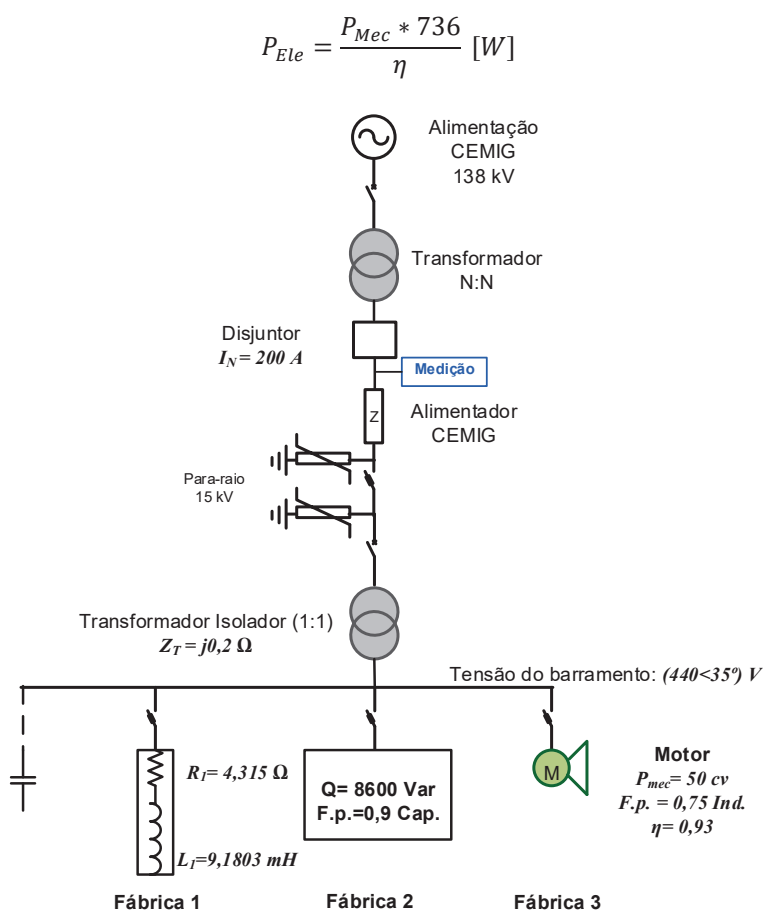 P_Ele = P_Mec * 736 / η [W]
Alimentação
CEMIG
138 kV
Transformador
N:N
Disjuntor
I_N = 200 A
Medição
Z
Alimentador
CEMIG
Para-raio
15 kV
Transformador Isolador (1:1)
Z_T = j0,2 Ω
Tensão do barramento: (440<35º) V
R_1= 4,315 Ω
L_1=9,1803 mH
Q= 8600 Var
F.p.=0,9 Cap.
M
Motor
P_mec= 50 cv
F.p. = 0,75 Ind.
η= 0,93
Fábrica 1
Fábrica 2
Fábrica 3